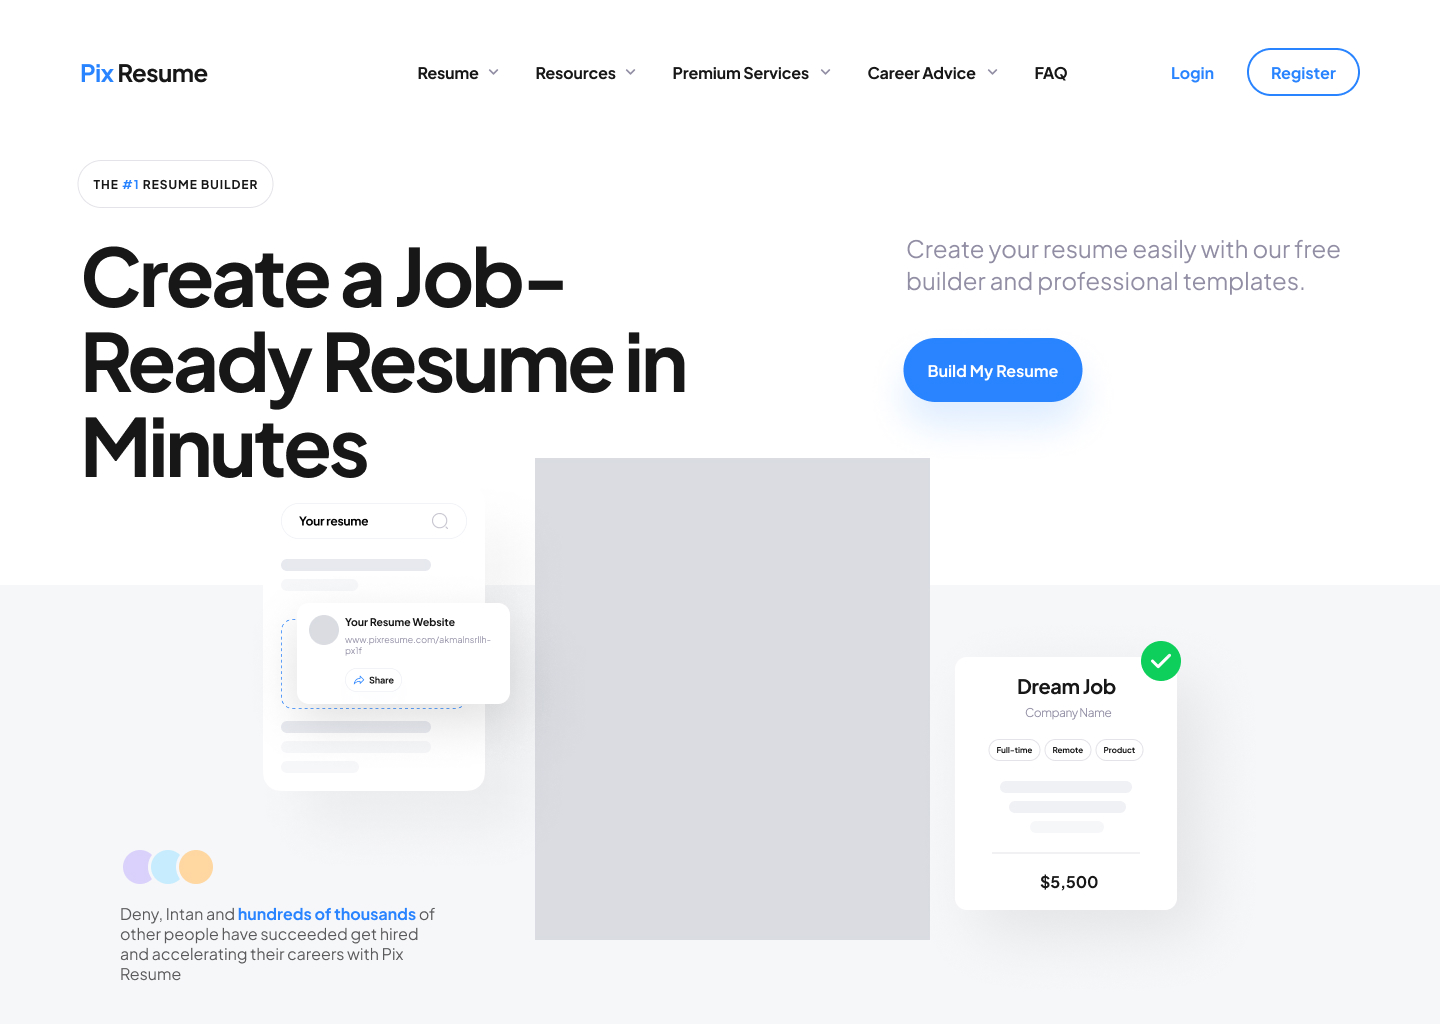 Pix Resume
Resume
Resources
Premium Services
Career Advice
FAQ
Login
Register
THE #1 RESUME BUILDER
Create a Job-
Ready Resume in
Minutes
Create your resume easily with our free
builder and professional templates.
Build My Resume
Your resume
Your Resume Website
www.pixresume.com/akmalnsrllh-
px1f
Share
Dream Job
Company Name
Full-time
Remote
Product
$5,500
Deny, Intan and hundreds of thousands of
other people have succeeded get hired
and accelerating their careers with Pix
Resume